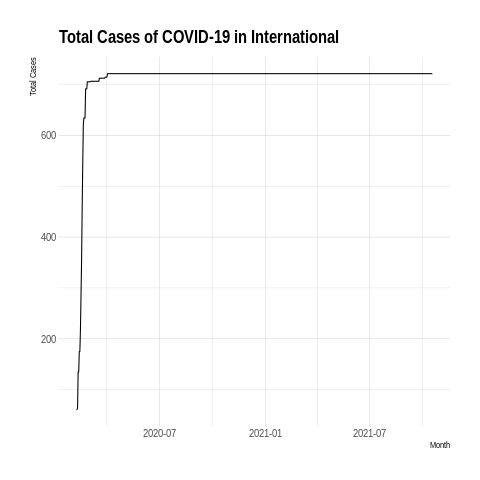 Total Cases of COVID-19 in International
Total Cases
600
400
200
2020-07
2021-01
2021-07
Month